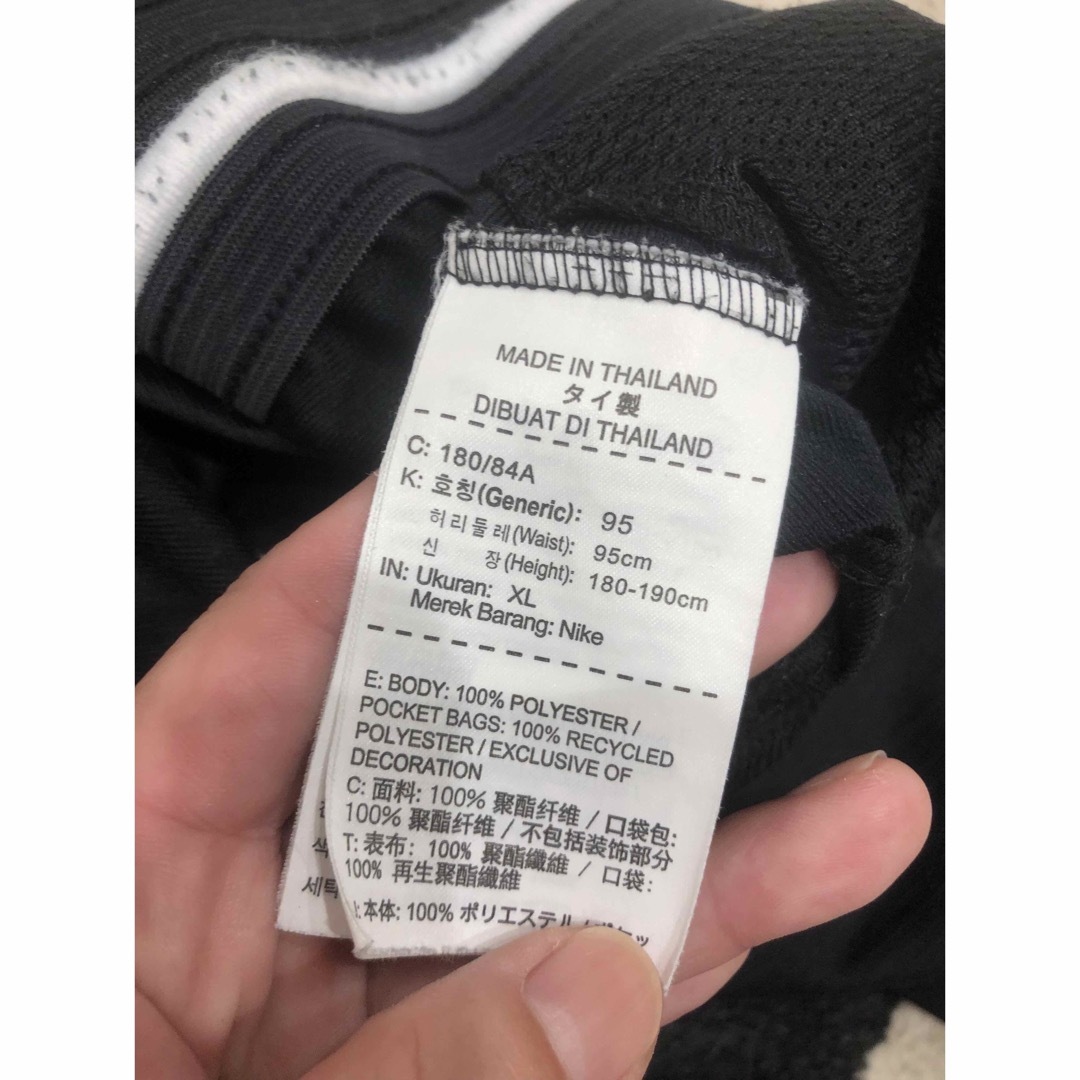 MADE IN THAILAND
タイ製
DIBUAT DI THAILAND
C: 180/84A
K: 호칭(Generic): 95
허리둘레(Waist): 95cm
신 장(Height): 180-190cm
IN: Ukuran: XL
Merek Barang: Nike
E: BODY: 100% POLYESTER /
POCKET BAGS: 100% RECYCLED
POLYESTER / EXCLUSIVE OF
DECORATION
C: 面料: 100% 聚酯纤维 / 口袋包:
100% 聚酯纤维 / 不包括装饰部分
T: 表布: 100% 聚酯纖維 / 口袋:
100% 再生聚酯纖維
本体: 100% ポリエステル /
세탁